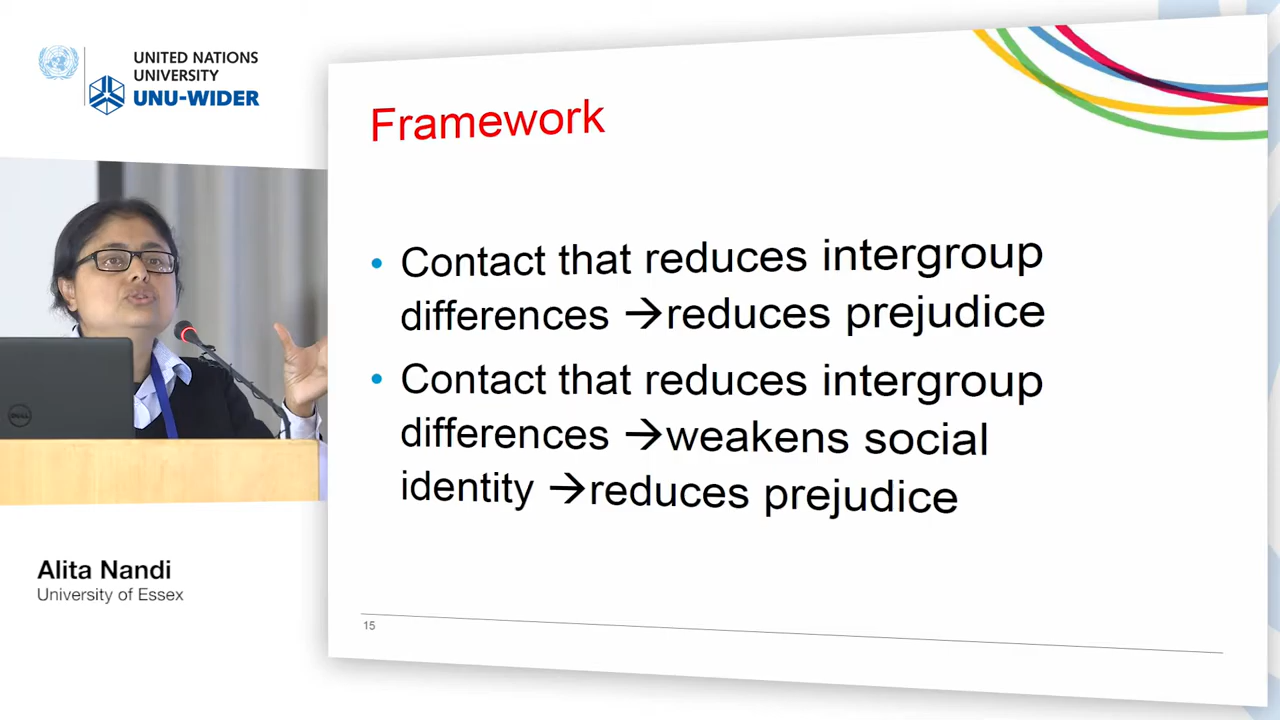 UNITED NATIONS
UNIVERSITY
UNU-WIDER
Framework
• Contact that reduces intergroup
differences →reduces prejudice
• Contact that reduces intergroup
differences →weakens social
identity →reduces prejudice
DELL
Alita Nandi
University of Essex
15